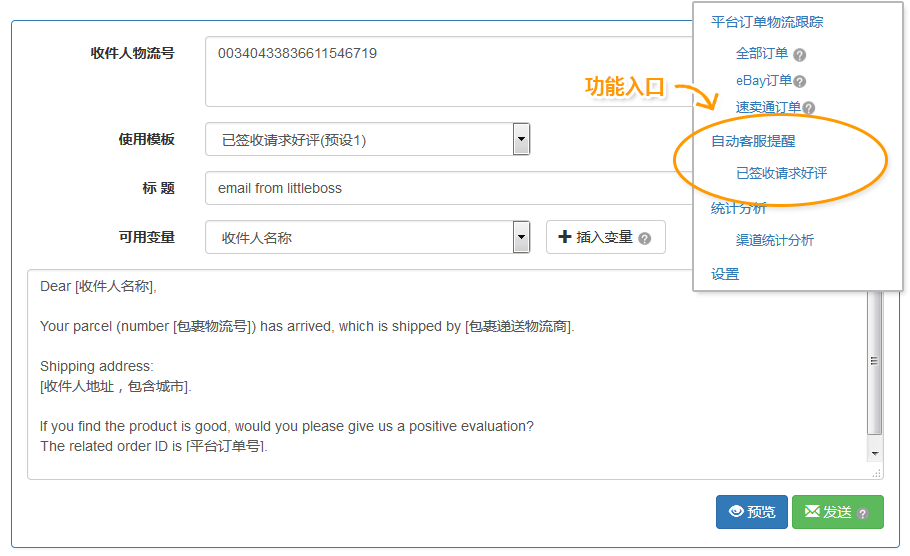 收件人物流号
00340433836611546719
使用模板
已签收请求好评(预设1)
标 题
email from littleboss
可用变量
收件人名称
插入变量
Dear [收件人名称],
Your parcel (number [包裹物流号]) has arrived, which is shipped by [包裹递送物流商].
Shipping address:
[收件人地址，包含城市].
If you find the product is good, would you please give us a positive evaluation?
The related order ID is [平台订单号].
预览
发送
功能入口
平台订单物流跟踪
全部订单
eBay订单
速卖通订单
自动客服提醒
已签收请求好评
统计分析
渠道统计分析
设置